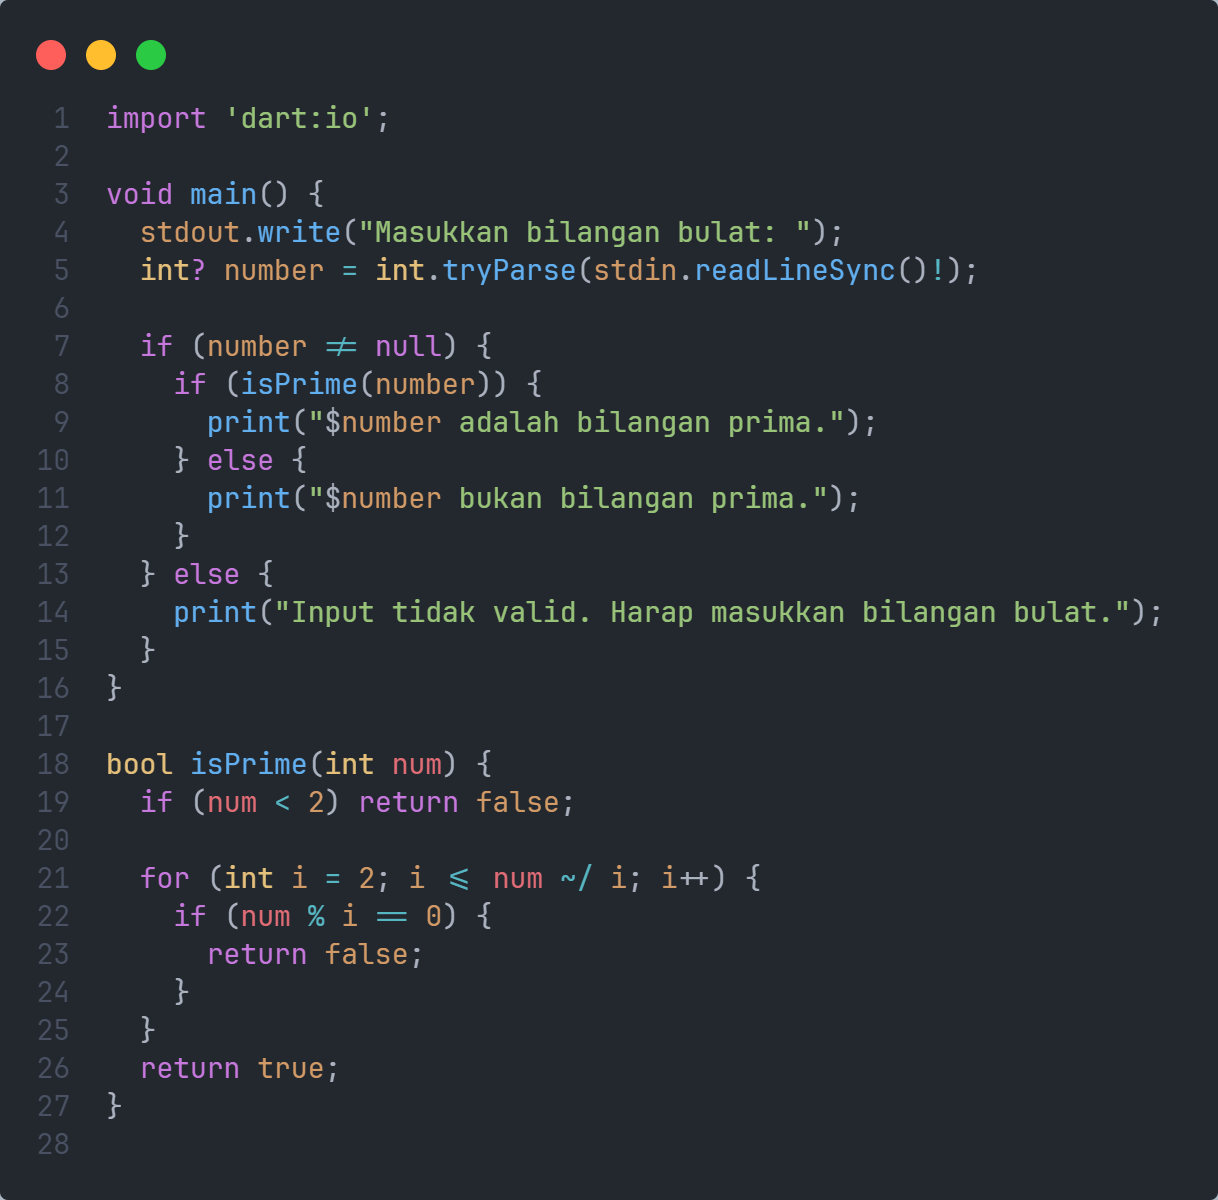 1 import 'dart:io';
2
3 void main() {
4   stdout.write("Masukkan bilangan bulat: ");
5   int? number = int.tryParse(stdin.readLineSync()!);
6
7   if (number != null) {
8     if (isPrime(number)) {
9       print("$number adalah bilangan prima.");
10     } else {
11       print("$number bukan bilangan prima.");
12     }
13   } else {
14     print("Input tidak valid. Harap masukkan bilangan bulat.");
15   }
16 }
17
18 bool isPrime(int num) {
19   if (num < 2) return false;
20
21   for (int i = 2; i <= num ~/ i; i++) {
22     if (num % i == 0) {
23       return false;
24     }
25   }
26   return true;
27 }
28